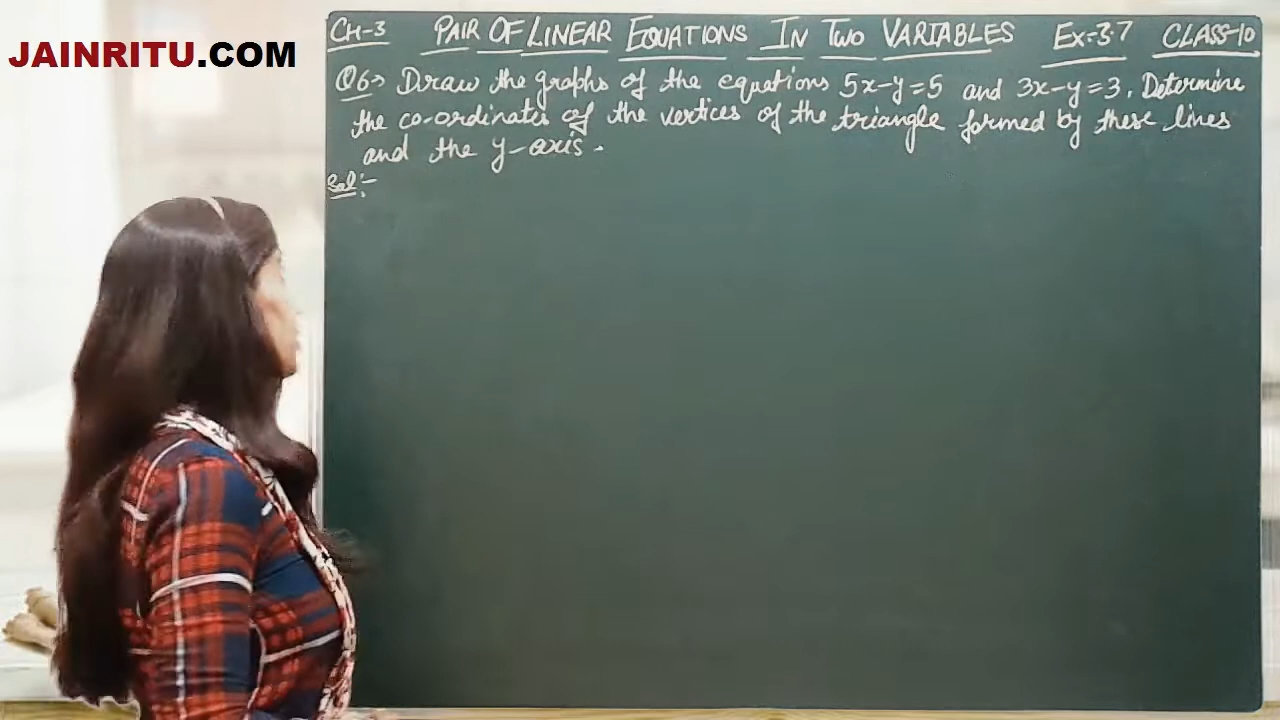 JAINRITU.COM
CH-3 PAIR OF LINEAR EQUATIONS IN TWO VARIABLES Ex:-3.7 CLASS-10
Q6→ Draw the graphs of the equations 5x-y=5 and 3x-y=3. Determine
the co-ordinates of the vertices of the triangle formed by these lines
and the y-axis.
Sol:-